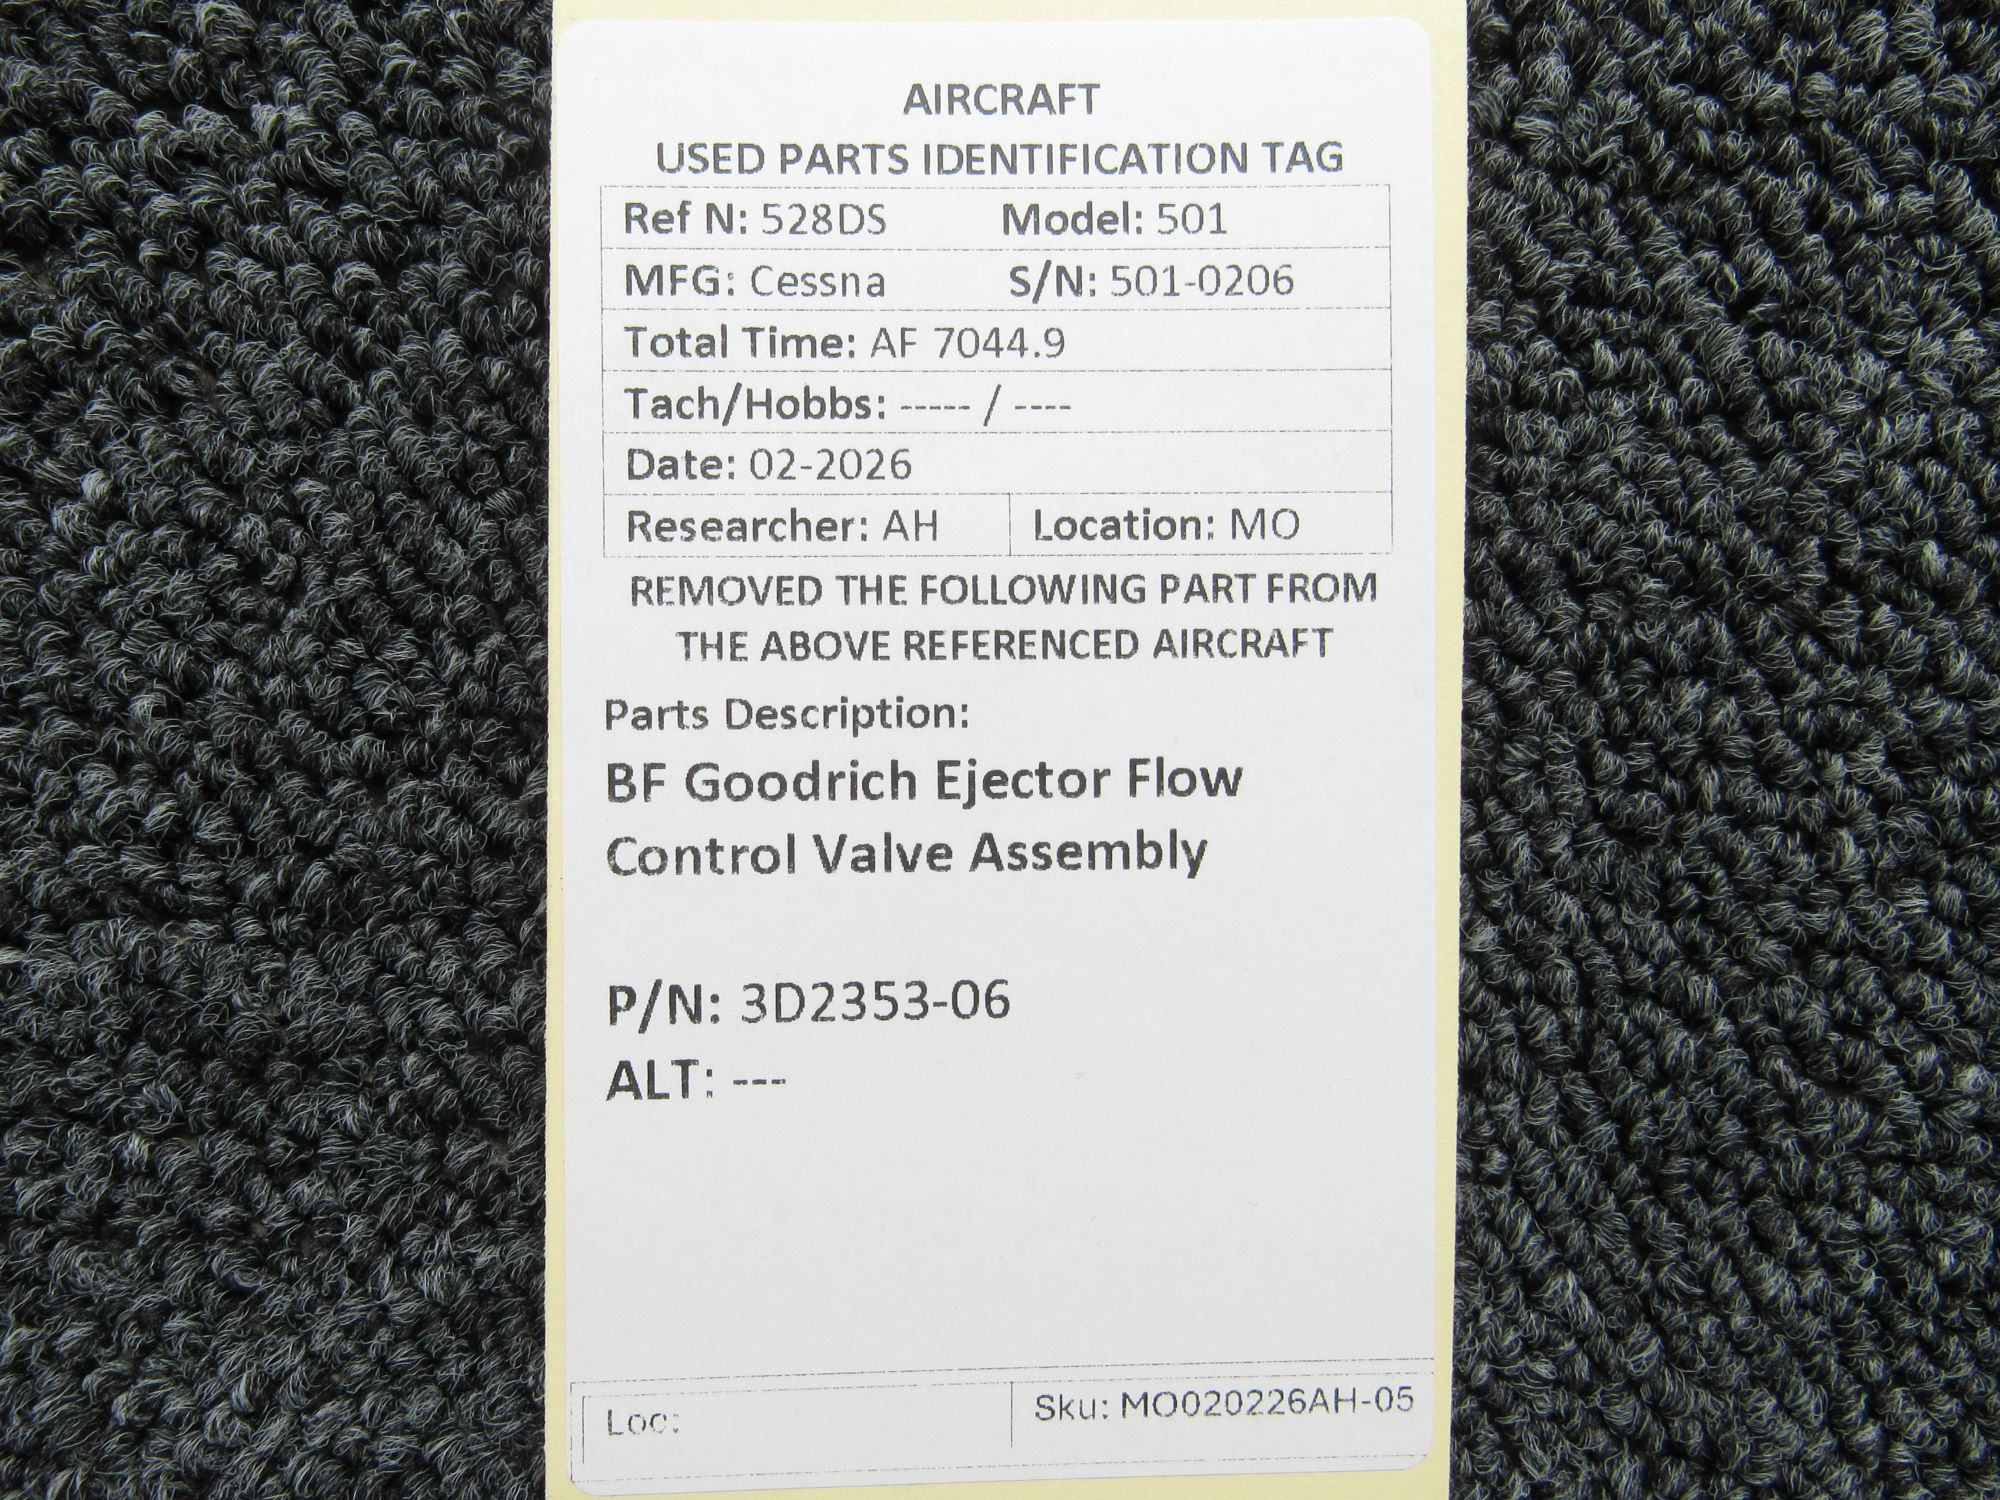 AIRCRAFT
USED PARTS IDENTIFICATION TAG
Ref N: 528DS Model: 501
MFG: Cessna S/N: 501-0206
Total Time: AF 7044.9
Tach/Hobbs: ----- / ----
Date: 02-2026
Researcher: AH Location: MO
REMOVED THE FOLLOWING PART FROM
THE ABOVE REFERENCED AIRCRAFT
Parts Description:
BF Goodrich Ejector Flow
Control Valve Assembly
P/N: 3D2353-06
ALT: ---
Loc: Sku: MO020226AH-05